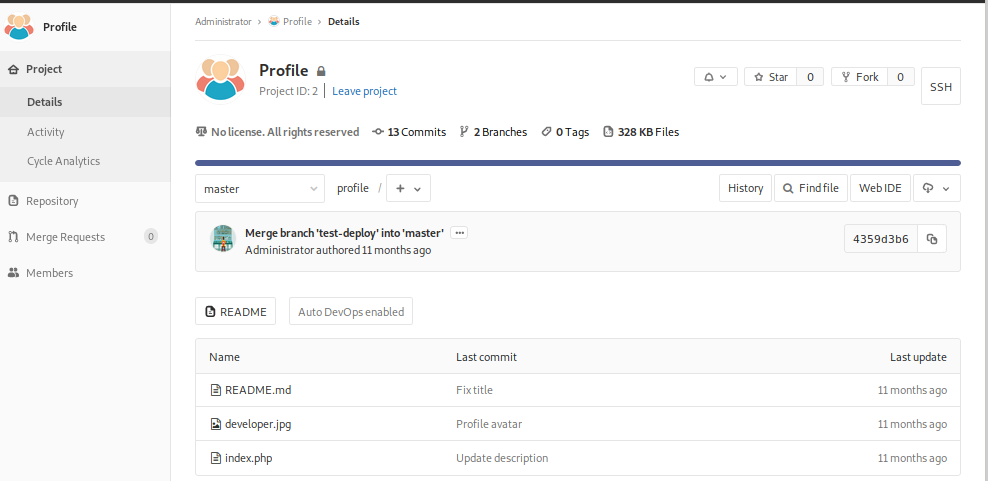 Profile
Project
Details
Activity
Cycle Analytics
Repository
Merge Requests 0
Members
Administrator › Profile › Details
Profile
Project ID: 2 | Leave project
Star 0
Fork 0
SSH
No license. All rights reserved 13 Commits 2 Branches 0 Tags 328 KB Files
master profile / + History Find file Web IDE
Merge branch 'test-deploy' into 'master' ...
Administrator authored 11 months ago
4359d3b6
README Auto DevOps enabled
Name Last commit Last update
README.md Fix title 11 months ago
developer.jpg Profile avatar 11 months ago
index.php Update description 11 months ago